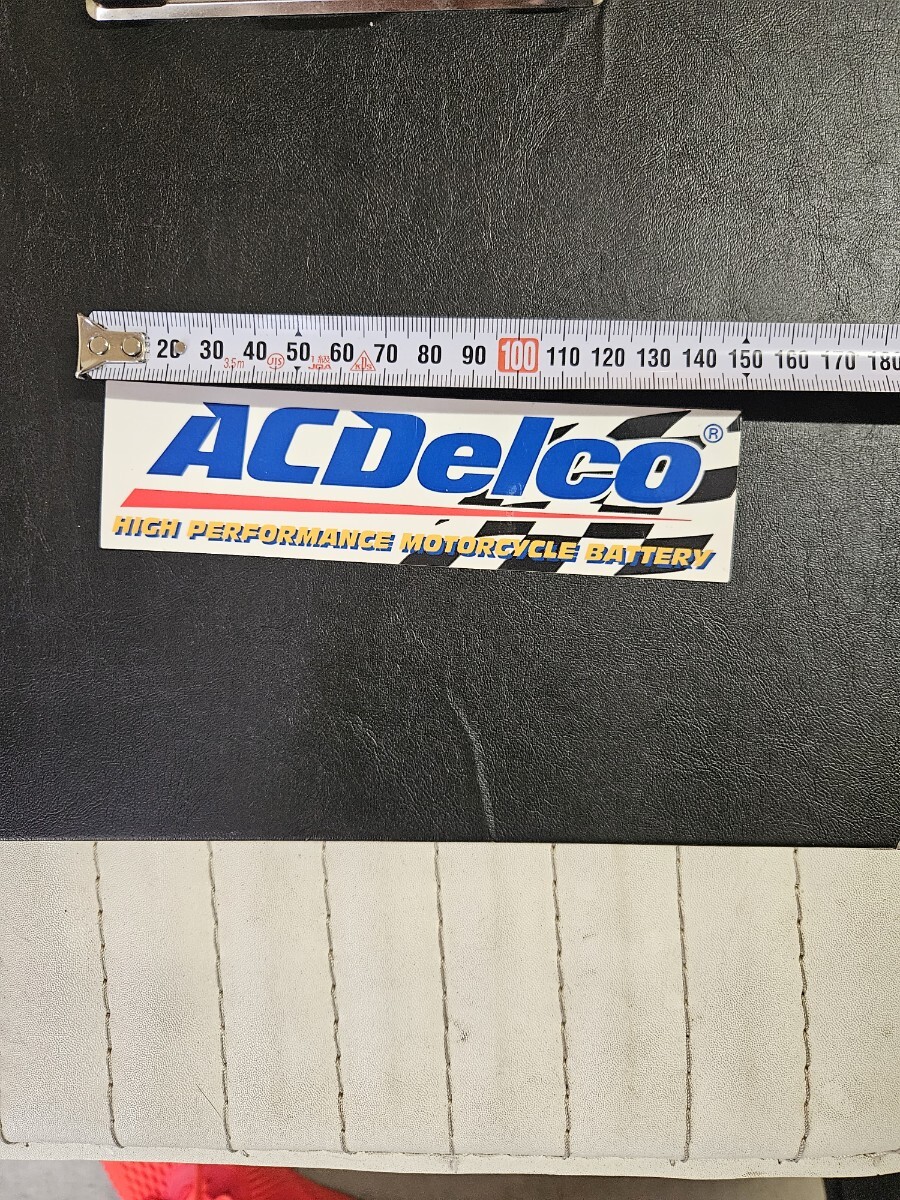 20 30 40 50 60 70 80 90 100 110 120 130 140 150 160 170 180
3.5m JIS 1級
ACDelco®
HIGH PERFORMANCE MOTORCYCLE BATTERY